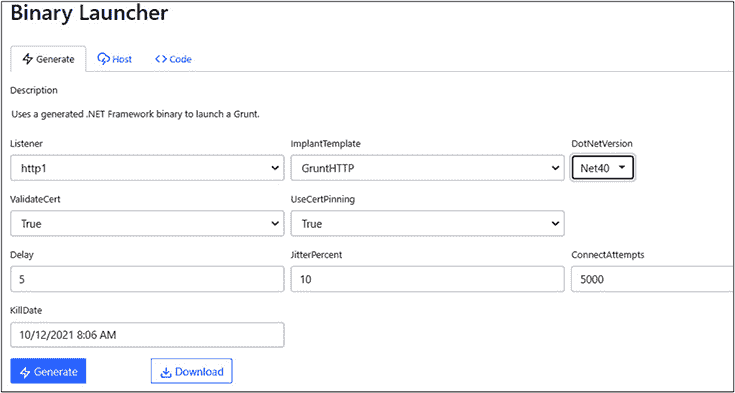 Binary Launcher
Generate Host <> Code
Description
Uses a generated .NET Framework binary to launch a Grunt.
Listener ImplantTemplate DotNetVersion
http1 GruntHTTP Net40
ValidateCert UseCertPinning
True True
Delay JitterPercent ConnectAttempts
5 10 5000
KillDate
10/12/2021 8:06 AM
Generate Download